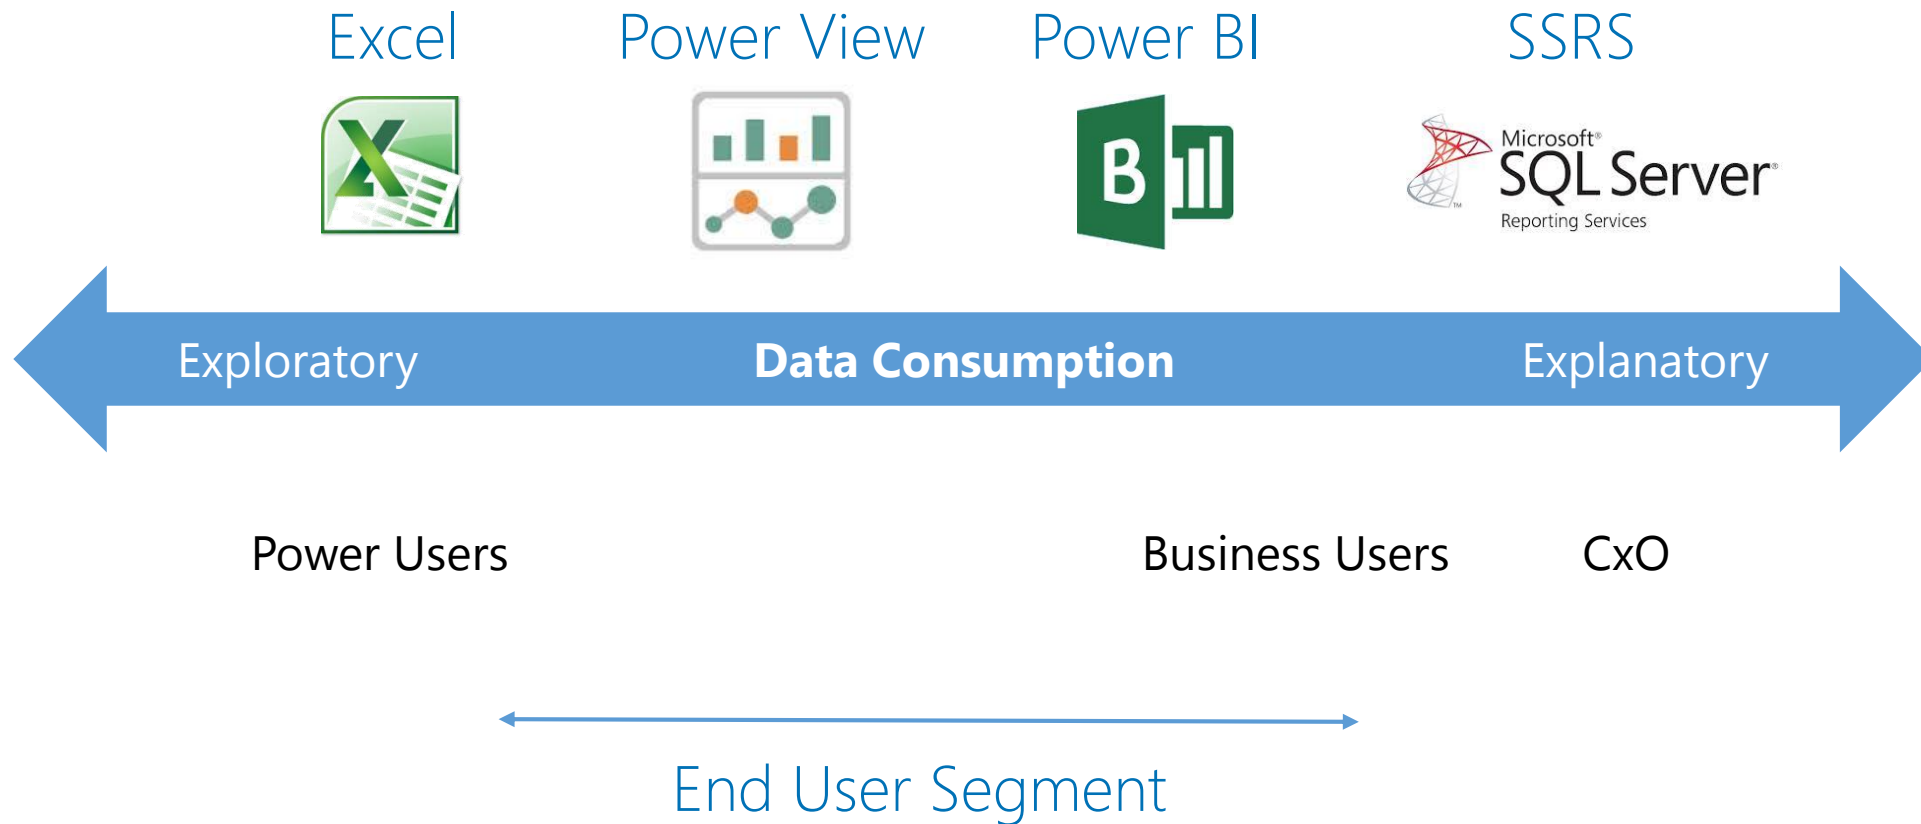 Excel Power View Power BI SSRS
B
Microsoft®
SQL Server®
Reporting Services
TM
Exploratory Data Consumption Explanatory
Power Users Business Users CxO
End User Segment